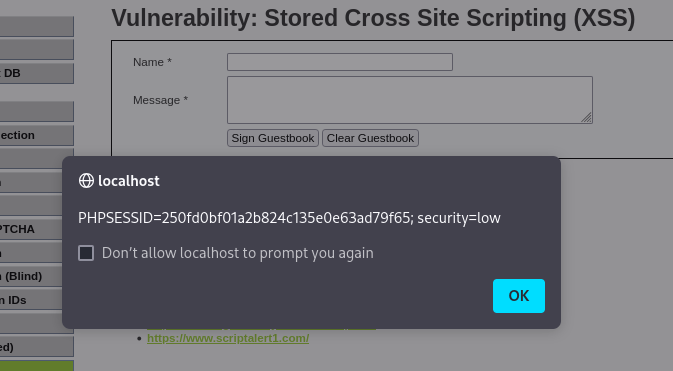 Vulnerability: Stored Cross Site Scripting (XSS)
DB
Name *
Message *
ection
Sign Guestbook Clear Guestbook
localhost
PHPSESSID=250fd0bf01a2b824c135e0e63ad79f65; security=low
PTCHA
Don't allow localhost to prompt you again
(Blind)
OK
n IDs
https://www.scriptalert1.com/
ed)